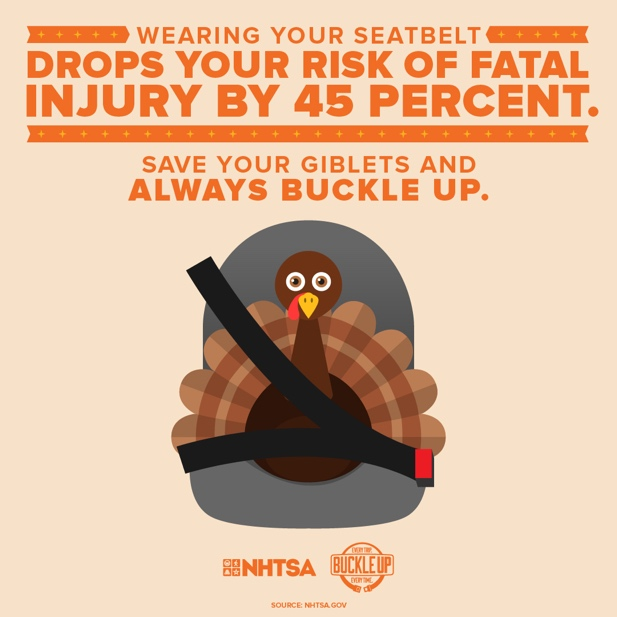 WEARING YOUR SEATBELT
DROPS YOUR RISK OF FATAL
INJURY BY 45 PERCENT.
SAVE YOUR GIBLETS AND
ALWAYS BUCKLE UP.
NHTSA
EVERY TRIP.
BUCKLE UP
EVERY TIME.
SOURCE: NHTSA.GOV